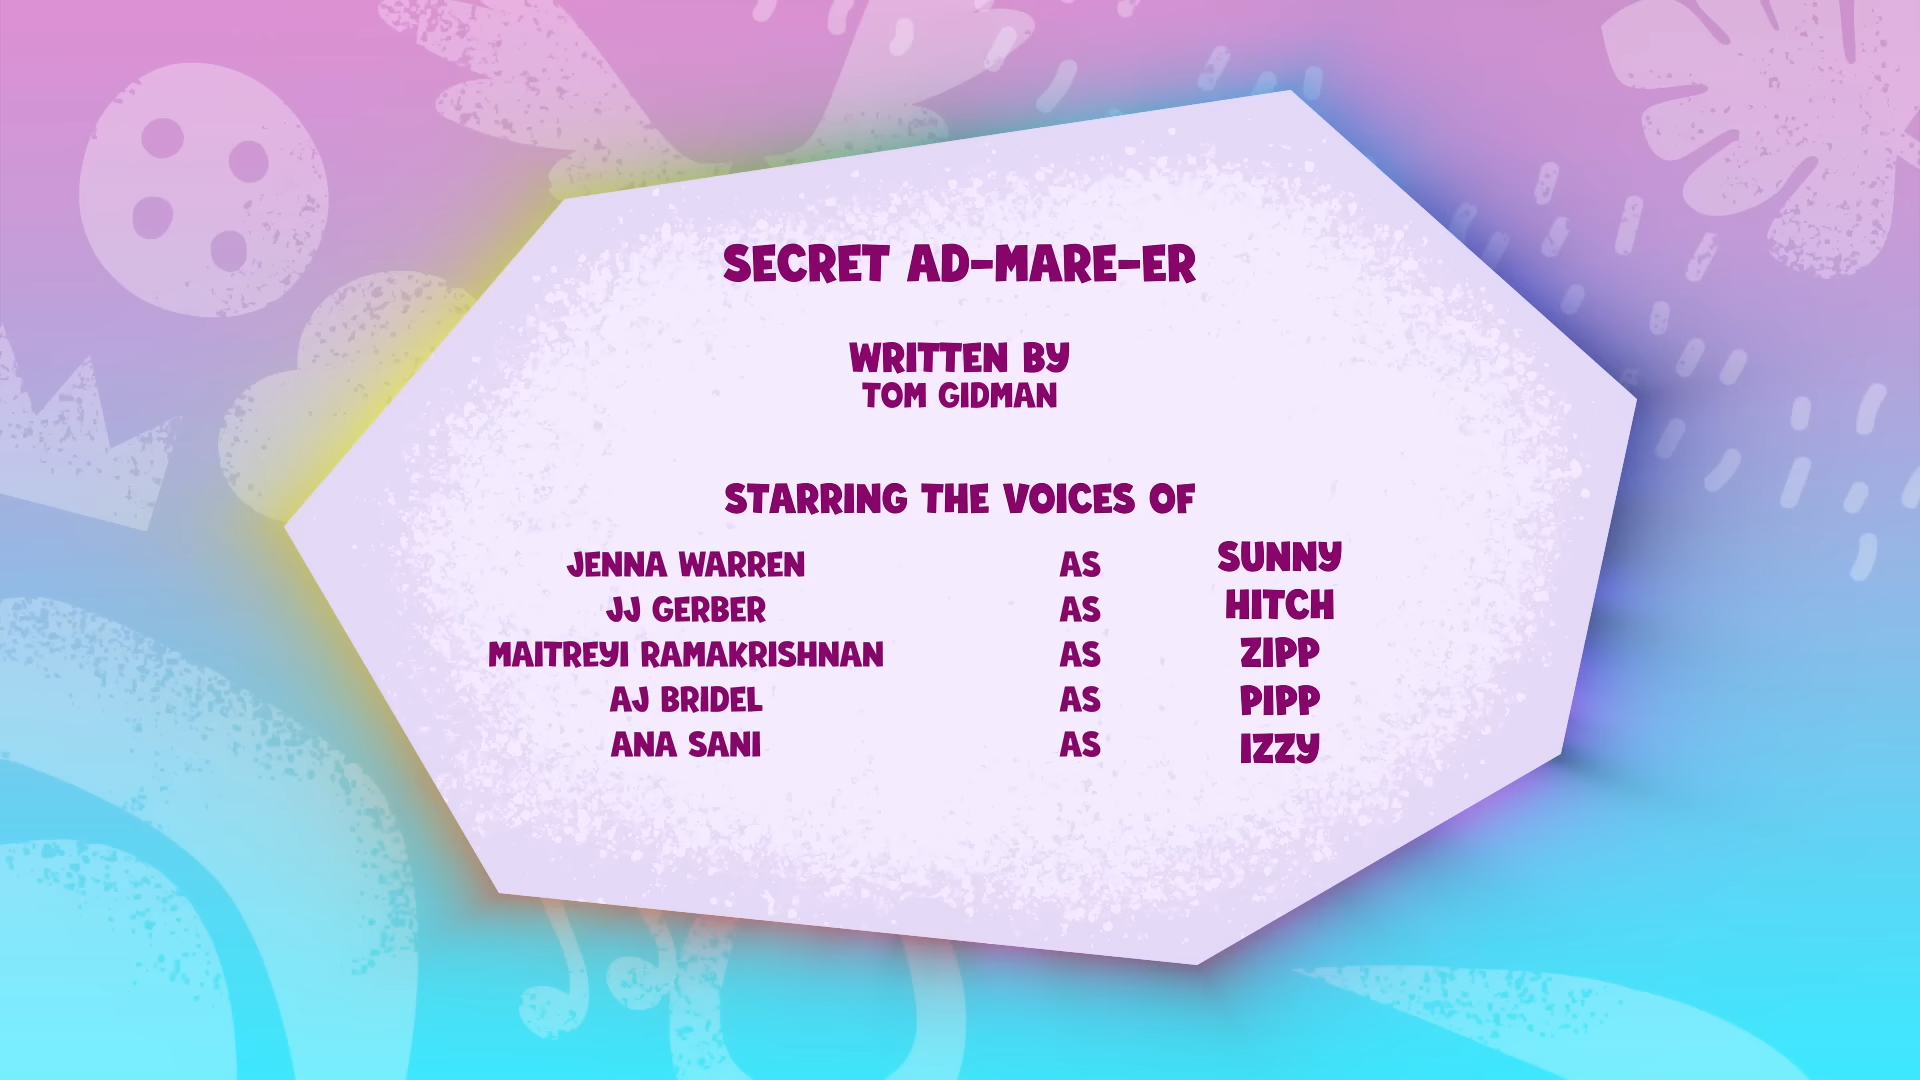 SECRET AD-MARE-ER
WRITTEN BY
TOM GIDMAN
STARRING THE VOICES OF
JENNA WARREN AS SUNNY
JJ GERBER AS HITCH
MAITREYI RAMAKRISHNAN AS ZIPP
AJ BRIDEL AS PIPP
ANA SANI AS IZZY